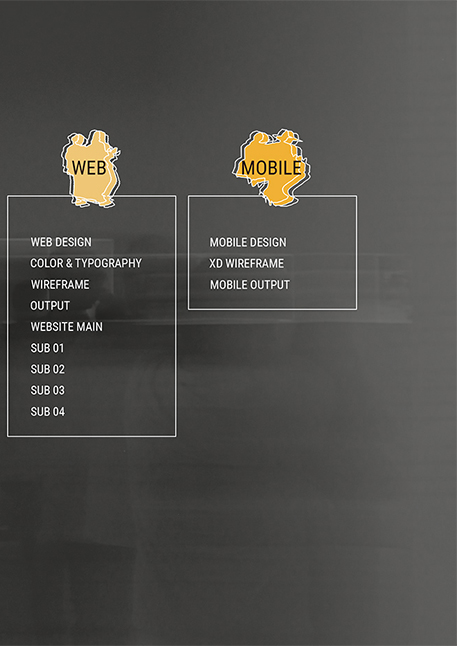 WEB
WEB DESIGN
COLOR & TYPOGRAPHY
WIREFRAME
OUTPUT
WEBSITE MAIN
SUB 01
SUB 02
SUB 03
SUB 04
MOBILE
MOBILE DESIGN
XD WIREFRAME
MOBILE OUTPUT